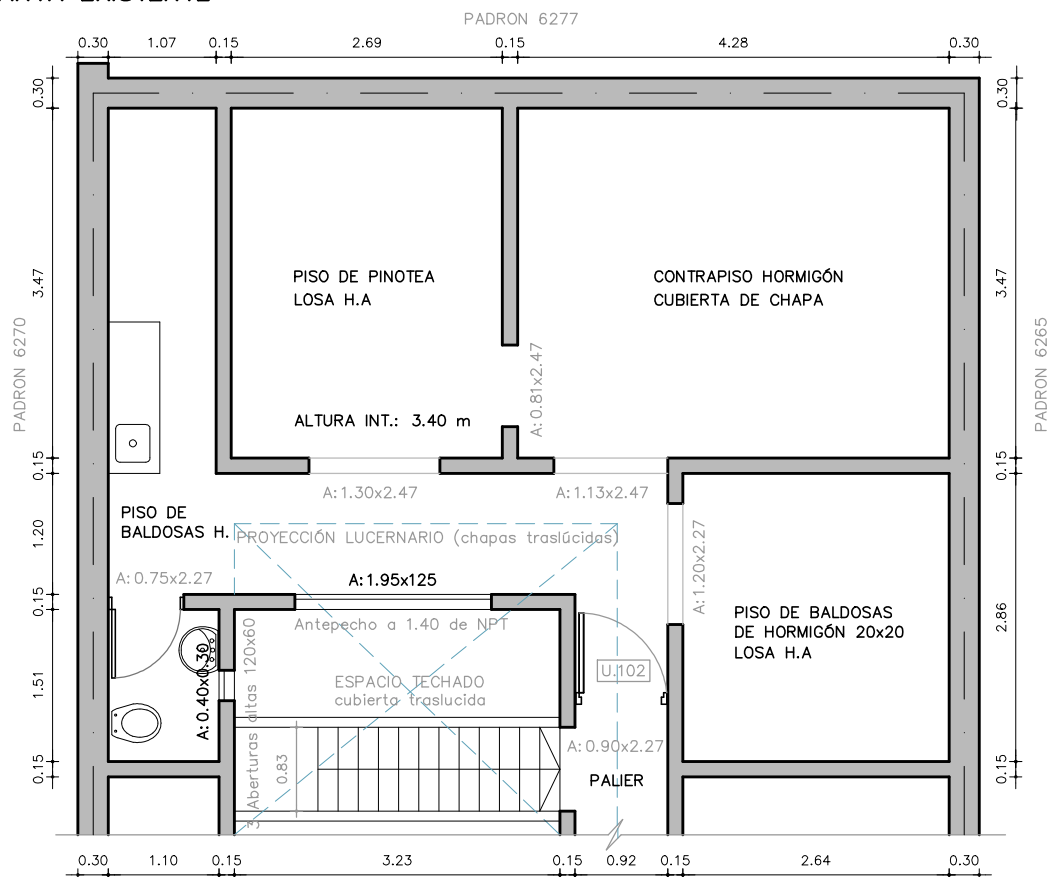 PLANTA EXISTENTE
PADRON 6277
0.30 1.07 0.15 2.69 0.15 4.28 0.30
0.30
0.30
3.47
3.47
PADRON 6270
PADRON 6265
PISO DE PINOTEA
LOSA H.A
CONTRAPISO HORMIGÓN
CUBIERTA DE CHAPA
ALTURA INT.: 3.40 m
A:0.81x2.47
0.15
0.15
A:1.30x2.47
A:1.13x2.47
PISO DE
BALDOSAS H.
1.20
PROYECCIÓN LUCERNARIO (chapas traslúcidas)
A:1.20x2.27
A:0.75x2.27
A:1.95x125
0.15
Antepecho a 1.40 de NPT
PISO DE BALDOSAS
DE HORMIGÓN 20x20
LOSA H.A
2.86
A:0.40x0.30
3 Aberturas altas 120x60
U.102
ESPACIO TECHADO
cubierta traslucida
1.51
A:0.90x2.27
0.83
PALIER
0.15
0.15
0.30 1.10 0.15 3.23 0.15 0.92 0.15 2.64 0.30